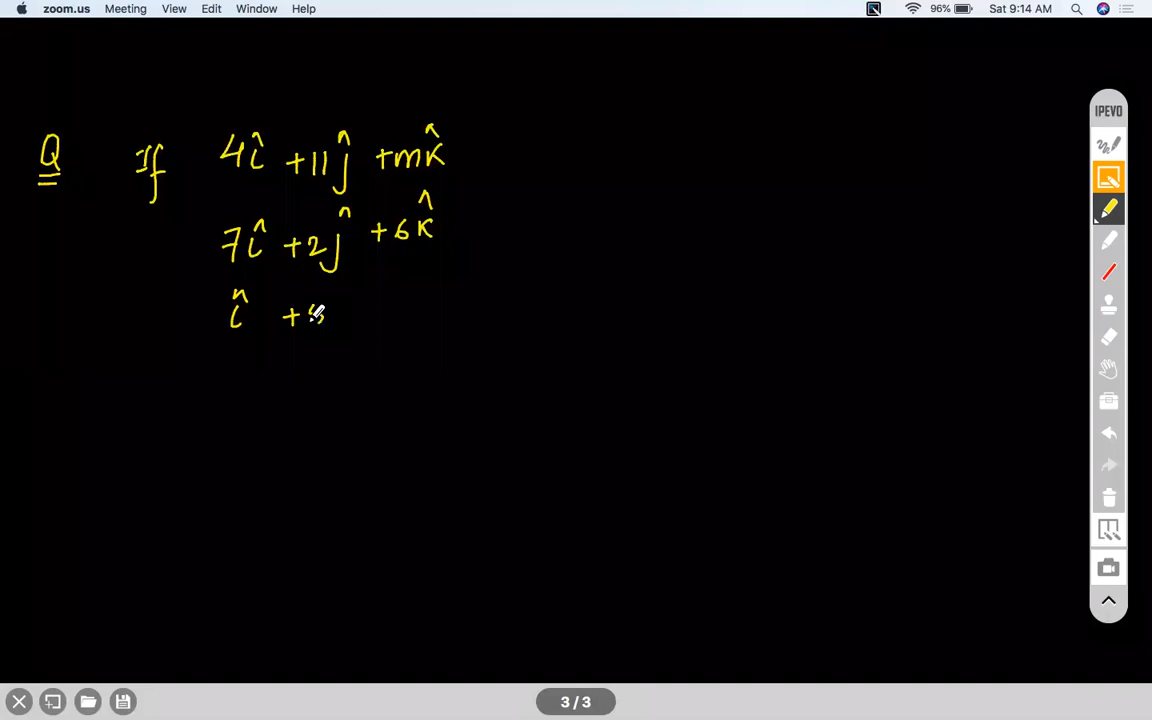 zoom.us Meeting View Edit Window Help 96% Sat 9:14 AM
IPEVO
Q If 4î + 11ĵ + mk̂
7î + 2ĵ + 6k̂
î +
3 / 3